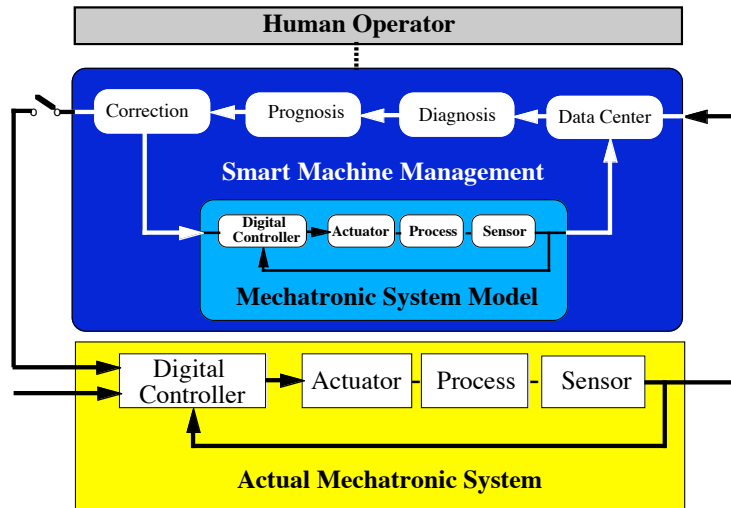 Human Operator
Correction
Prognosis
Diagnosis
Data Center
Smart Machine Management
Digital
Controller
Actuator
Process
Sensor
Mechatronic System Model
Digital
Controller
Actuator
Process
Sensor
Actual Mechatronic System